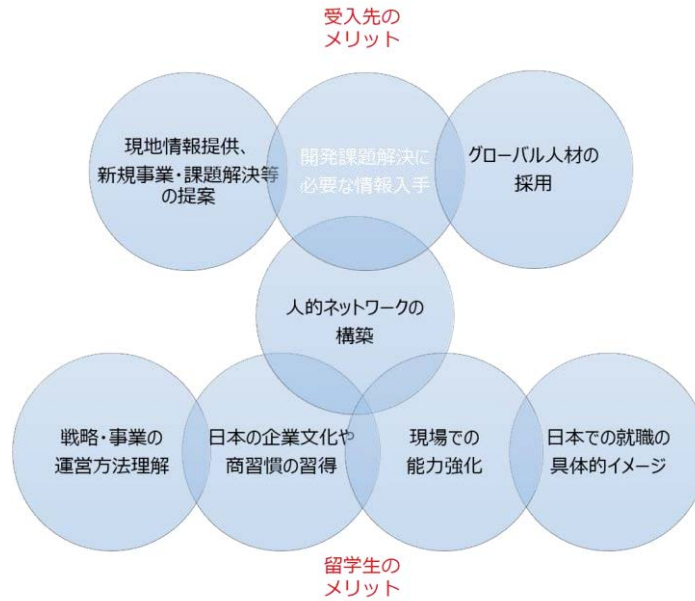 受入先の
メリット
現地情報提供、
新規事業・課題解決等
の提案
開発課題解決に
必要な情報入手
グローバル人材の
採用
人的ネットワークの
構築
戦略・事業の
運営方法理解
日本の企業文化や
商習慣の習得
現場での
能力強化
日本での就職の
具体的イメージ
留学生の
メリット